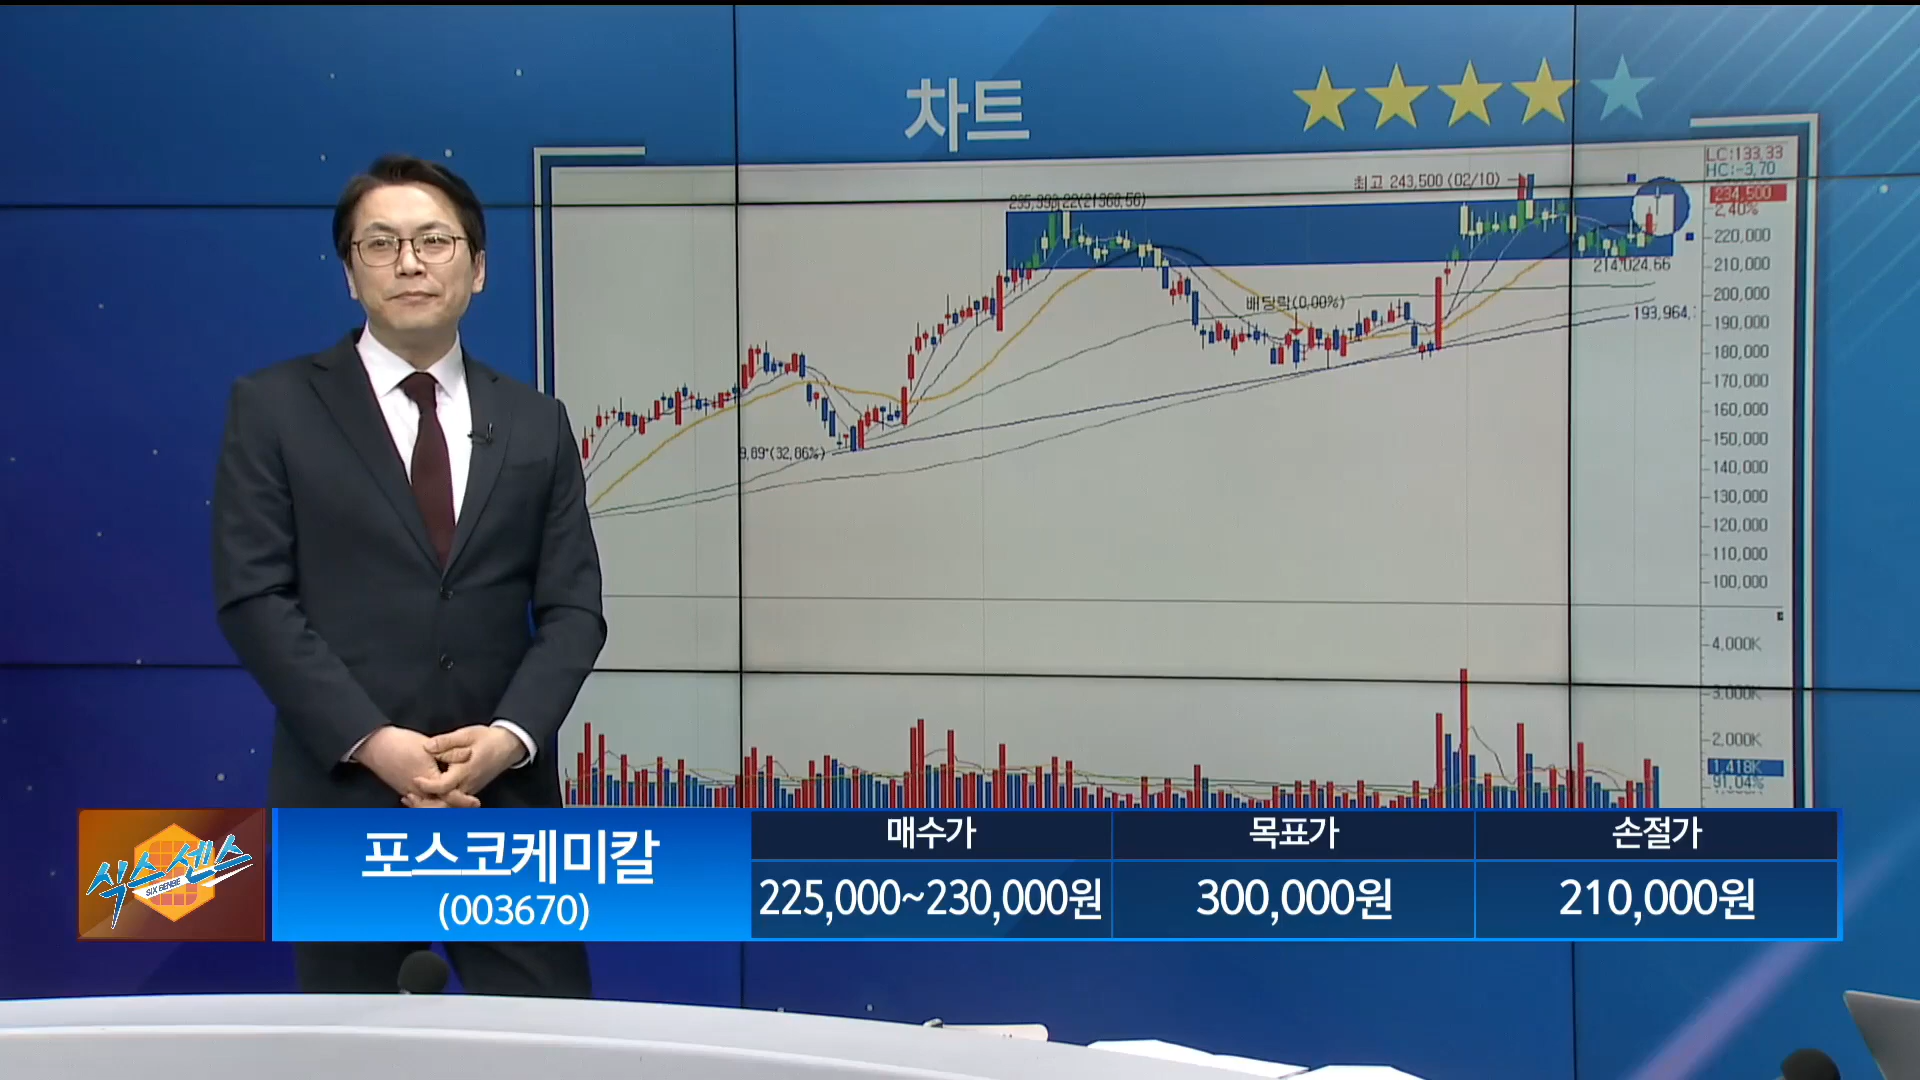 차트
LC:133.33
HC:-3.70
최고 243,500 (02/10)
234,500
2.40%
220,000
210,000
214,024.66
200,000
배당락(0.00%)
193,964.
190,000
180,000
170,000
160,000
150,000
9.89*(32.86%)
140,000
130,000
120,000
110,000
100,000
4,000K
3,000K
2,000K
1,418K
91.04%
식스센스
SIX SENSE
포스코케미칼
(003670)
매수가
목표가
손절가
225,000~230,000원
300,000원
210,000원